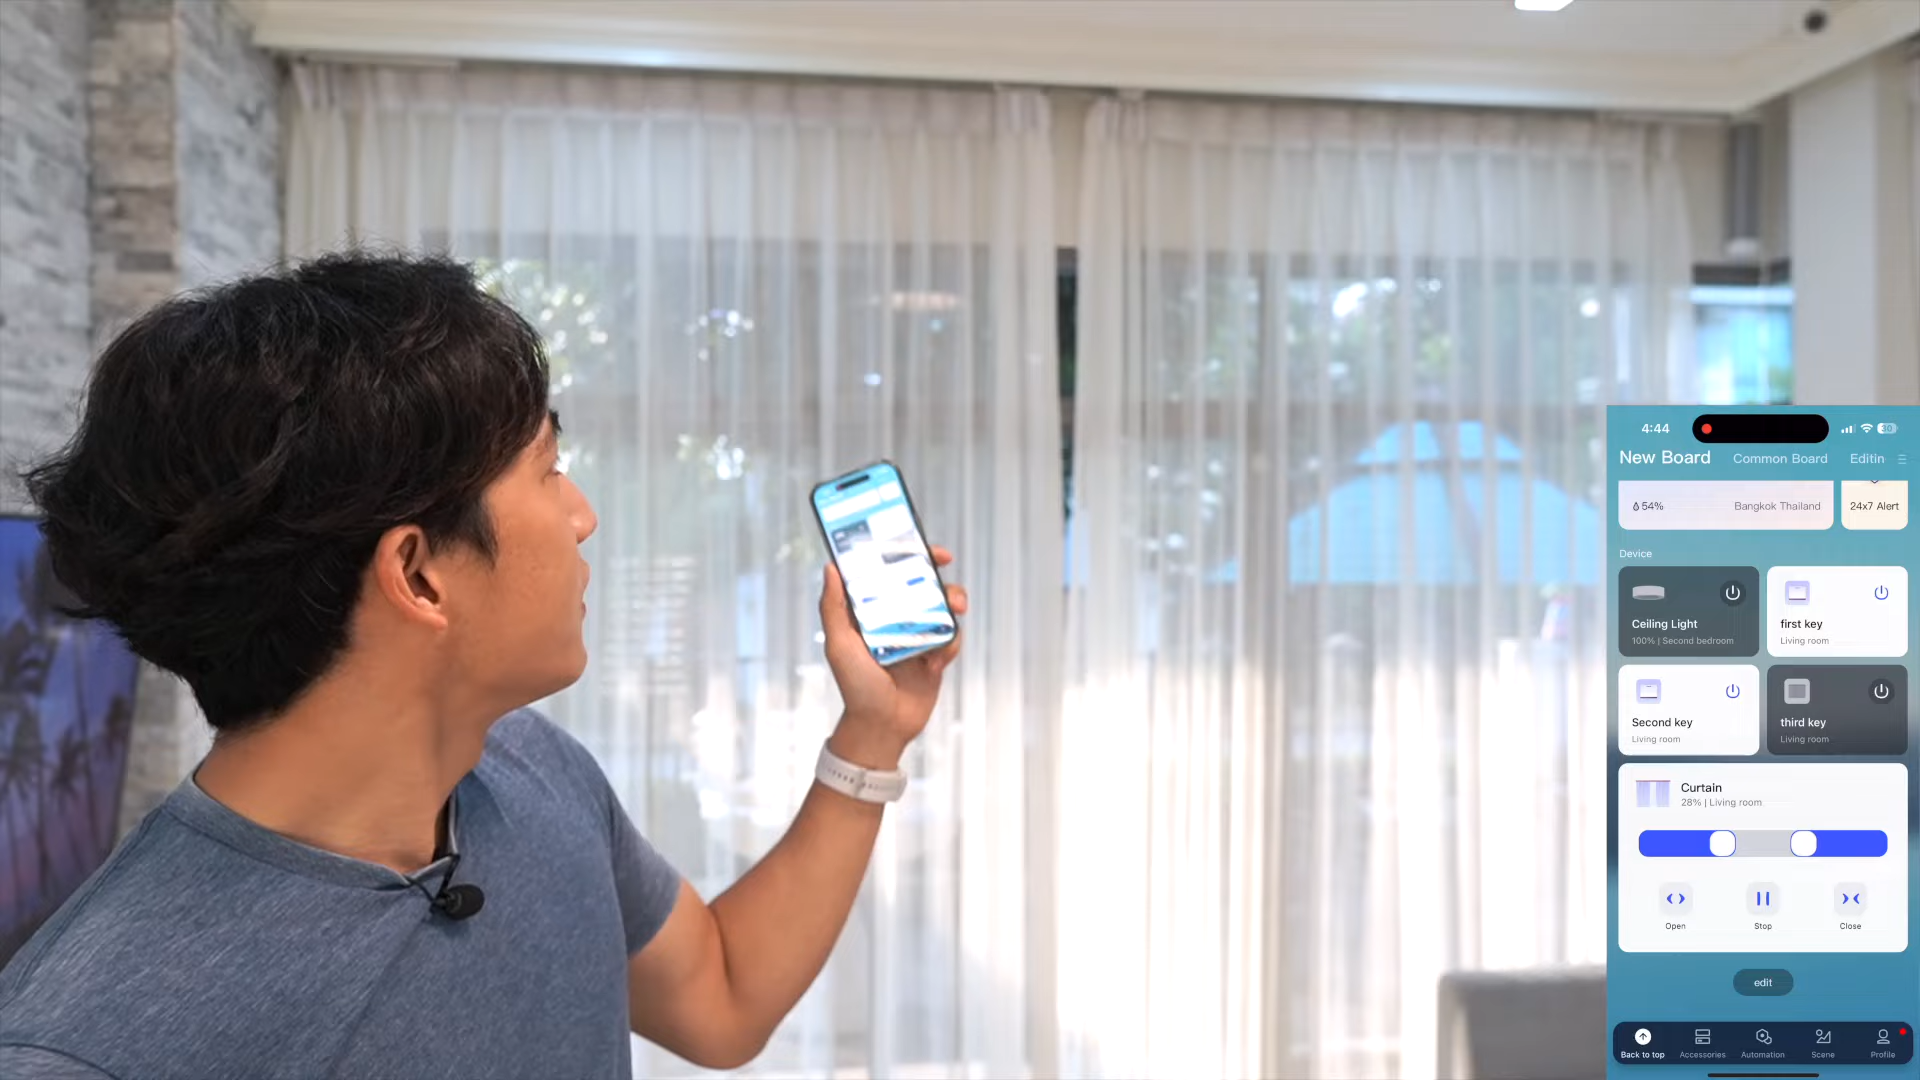 4:44
30
New Board Common Board Editin
54% Bangkok Thailand
24x7 Alert
Device
Ceiling Light
100% | Second bedroom
first key
Living room
Second key
Living room
third key
Living room
Curtain
28% | Living room
Open Stop Close
edit
Back to top Accessories Automation Scene Profile